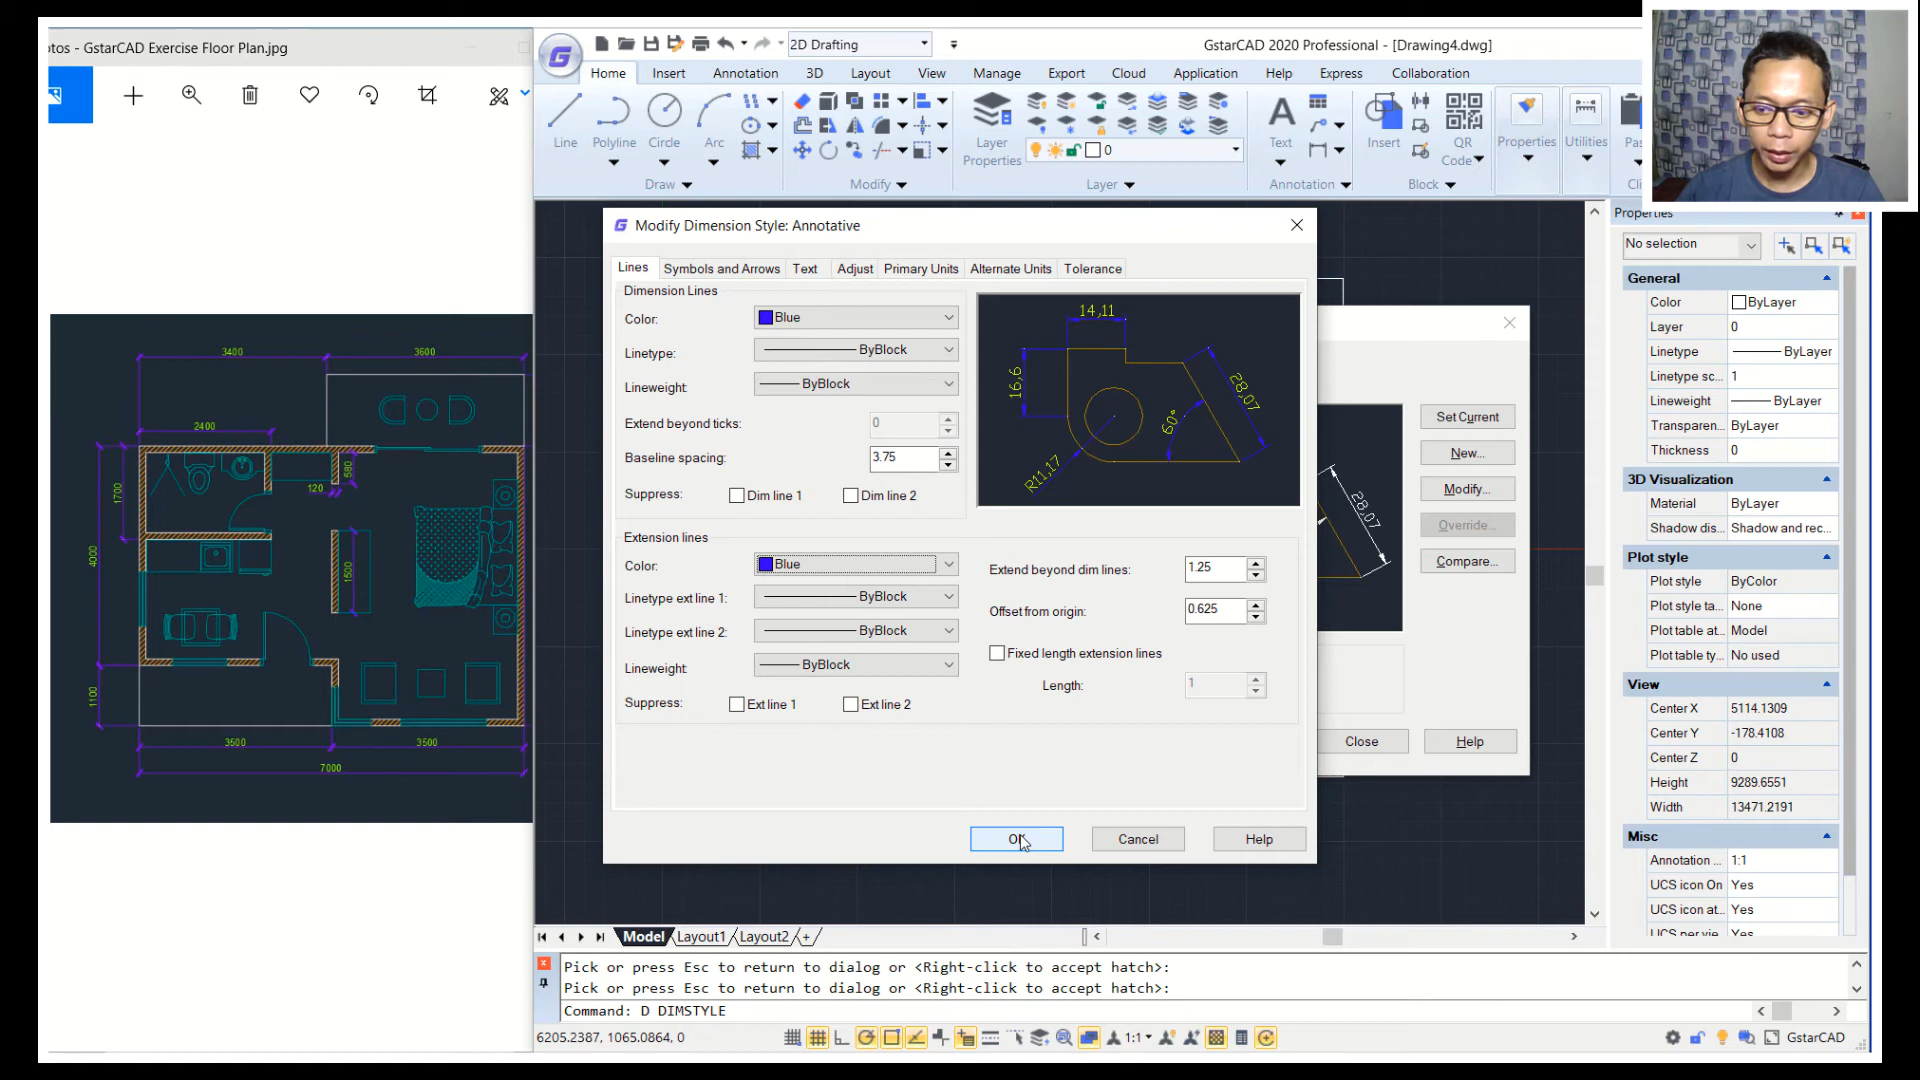 otos - GstarCAD Exercise Floor Plan.jpg
2D Drafting
GstarCAD 2020 Professional - [Drawing4.dwg]
Home Insert Annotation 3D Layout View Manage Export Cloud Application Help Express Collaboration
Line Polyline Circle Arc
Layer Properties
0
Text
Insert
QR Code
Properties
Utilities
Pas
Draw Modify Layer Annotation Block Cli
Modify Dimension Style: Annotative
Lines Symbols and Arrows Text Adjust Primary Units Alternate Units Tolerance
Dimension Lines
Color: Blue
Linetype: ByBlock
Lineweight: ByBlock
Extend beyond ticks: 0
Baseline spacing: 3.75
Suppress: Dim line 1 Dim line 2
14,11
16,6
28,07
60°
R11,17
Extension lines
Color: Blue
Linetype ext line 1: ByBlock
Linetype ext line 2: ByBlock
Lineweight: ByBlock
Suppress: Ext line 1 Ext line 2
Extend beyond dim lines: 1.25
Offset from origin: 0.625
Fixed length extension lines
Length: 1
Cancel Help
28,07
Set Current
New...
Modify...
Override...
Compare...
Close Help
3400 3600
2400
580
120
1700
4000
1500
1100
3500 3500
7000
Properties
No selection
General
Color ByLayer
Layer 0
Linetype ByLayer
Linetype sc... 1
Lineweight ByLayer
Transparen... ByLayer
Thickness 0
3D Visualization
Material ByLayer
Shadow dis... Shadow and rec...
Plot style
Plot style ByColor
Plot style ta... None
Plot table at... Model
Plot table ty... No used
View
Center X 5114.1309
Center Y -178.4108
Center Z 0
Height 9289.6551
Width 13471.2191
Misc
Annotation ... 1:1
UCS icon On Yes
UCS icon at... Yes
UCS per vie... Yes
Model Layout1 Layout2 +
Pick or press Esc to return to dialog or <Right-click to accept hatch>:
Pick or press Esc to return to dialog or <Right-click to accept hatch>:
Command: D DIMSTYLE
6205.2387, 1065.0864, 0
1:1
GstarCAD